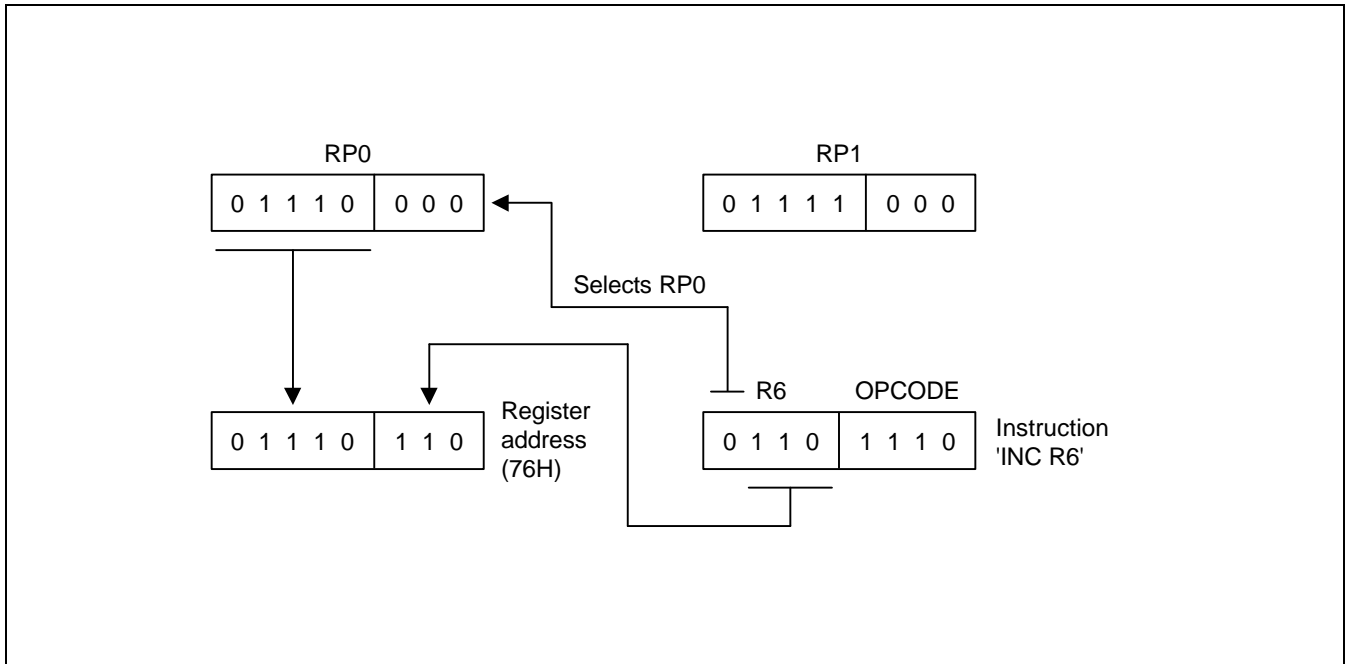 RP0 RP1
0 1 1 1 0 0 0 0 0 1 1 1 1 0 0 0
Selects RP0
R6 OPCODE
0 1 1 1 0 1 1 0 Register address (76H) 0 1 1 0 1 1 1 0 Instruction 'INC R6'